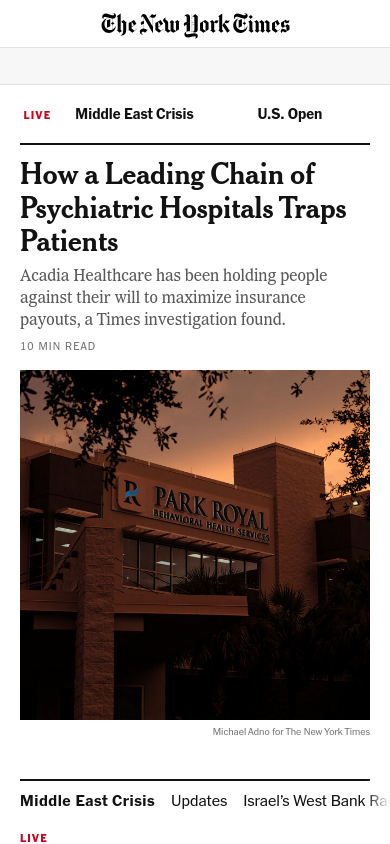 The New York Times
LIVE Middle East Crisis U.S. Open
How a Leading Chain of
Psychiatric Hospitals Traps
Patients
Acadia Healthcare has been holding people
against their will to maximize insurance
payouts, a Times investigation found.
10 MIN READ
R PARK ROYAL
BEHAVIORAL HEALTH SERVICES
Michael Adno for The New York Times
Middle East Crisis Updates Israel’s West Bank Ra
LIVE